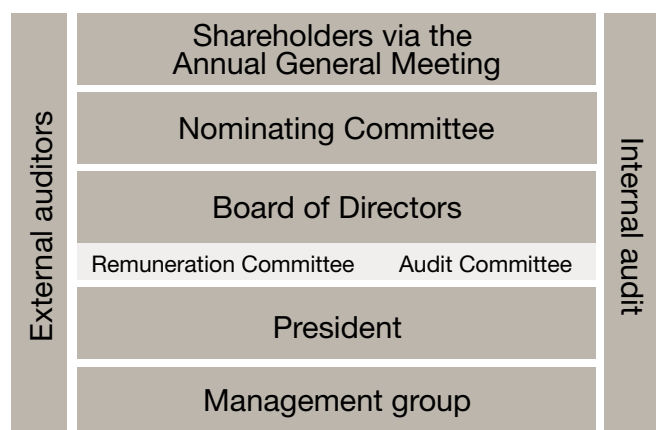 External auditors
Shareholders via the
Annual General Meeting
Nominating Committee
Board of Directors
Remuneration Committee
Audit Committee
President
Management group
Internal audit